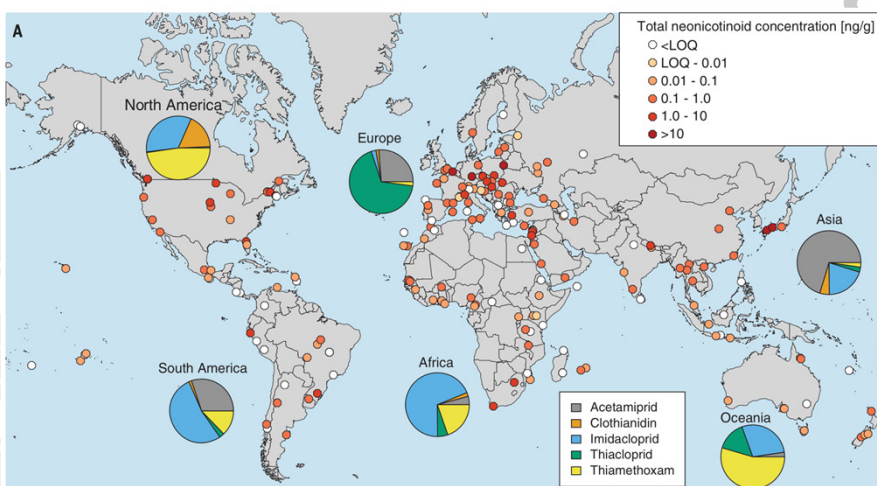 A
Total neonicotinoid concentration [ng/g]
<LOQ
LOQ - 0.01
0.01 - 0.1
0.1 - 1.0
1.0 - 10
>10
North America
Europe
Asia
South America
Africa
Oceania
Acetamiprid
Clothianidin
Imidacloprid
Thiacloprid
Thiamethoxam